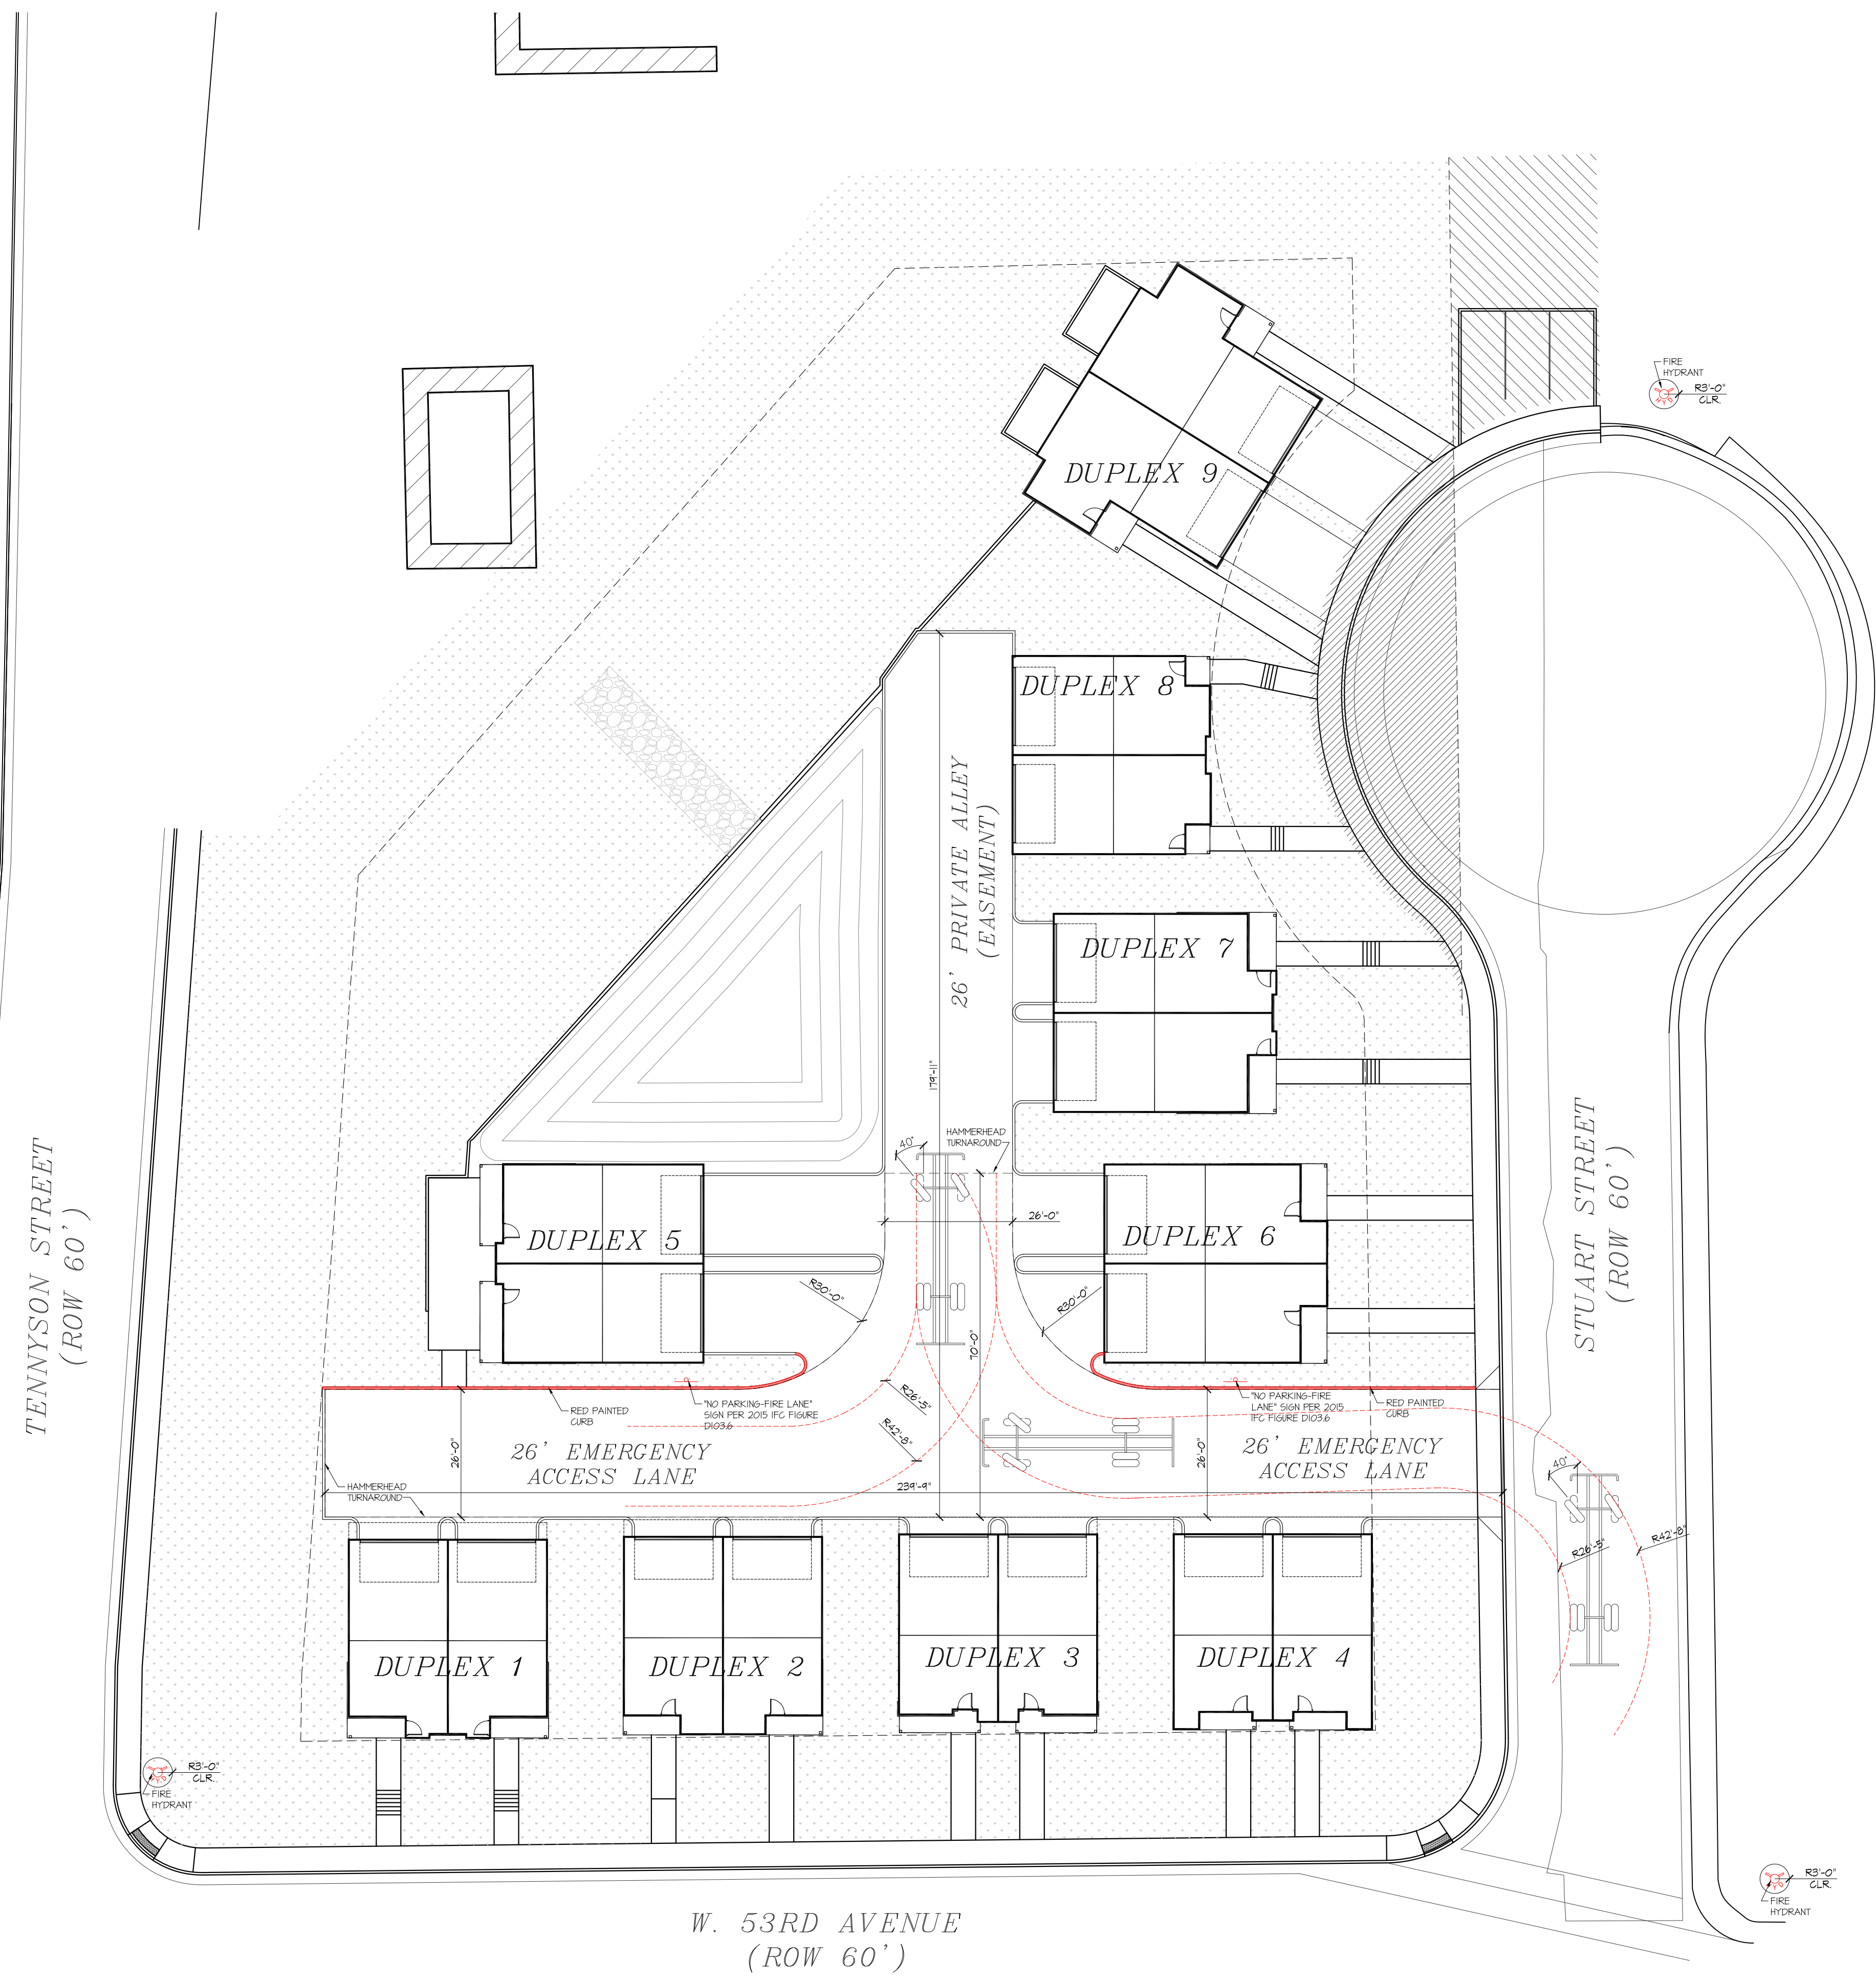 FIRE
HYDRANT
R3'-0"
CLR.
DUPLEX 9
DUPLEX 8
26' PRIVATE ALLEY
(EASEMENT)
DUPLEX 7
179'-11"
TENNYSON STREET
(ROW 60')
STUART STREET
(ROW 60')
40°
HAMMERHEAD
TURNAROUND
26'-0"
DUPLEX 5
DUPLEX 6
R30'-0"
R30'-0"
70'-0"
R26'-5"
R42'-8"
RED PAINTED
CURB
"NO PARKING-FIRE LANE"
SIGN PER 2015 IFC FIGURE
D103.6
"NO PARKING-FIRE
LANE" SIGN PER 2015
IFC FIGURE D103.6
RED PAINTED
CURB
26'-0"
26' EMERGENCY
ACCESS LANE
26'-0"
26' EMERGENCY
ACCESS LANE
40°
HAMMERHEAD
TURNAROUND
239'-9"
R26'-5"
R42'-8"
DUPLEX 1
DUPLEX 2
DUPLEX 3
DUPLEX 4
R3'-0"
CLR.
FIRE
HYDRANT
R3'-0"
CLR.
FIRE
HYDRANT
W. 53RD AVENUE
(ROW 60')